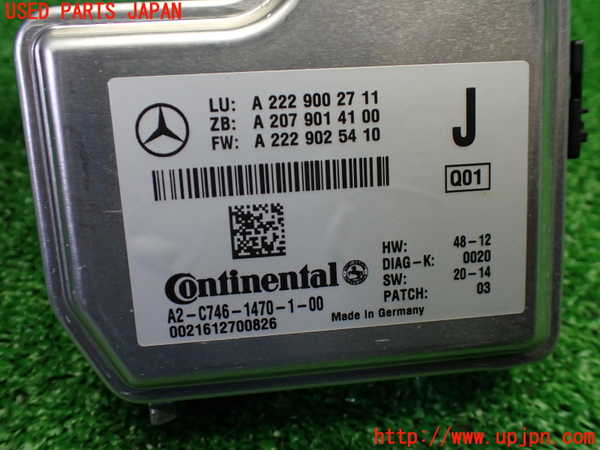 USED PARTS JAPAN
LU: A 222 900 27 11
ZB: A 207 901 41 00
FW: A 222 902 54 10
J
Q01
Continental
A2-C746-1470-1-00
0021612700826
HW: 48-12
DIAG-K: 0020
SW: 20-14
PATCH: 03
Made in Germany
http://www.upjpn.com/